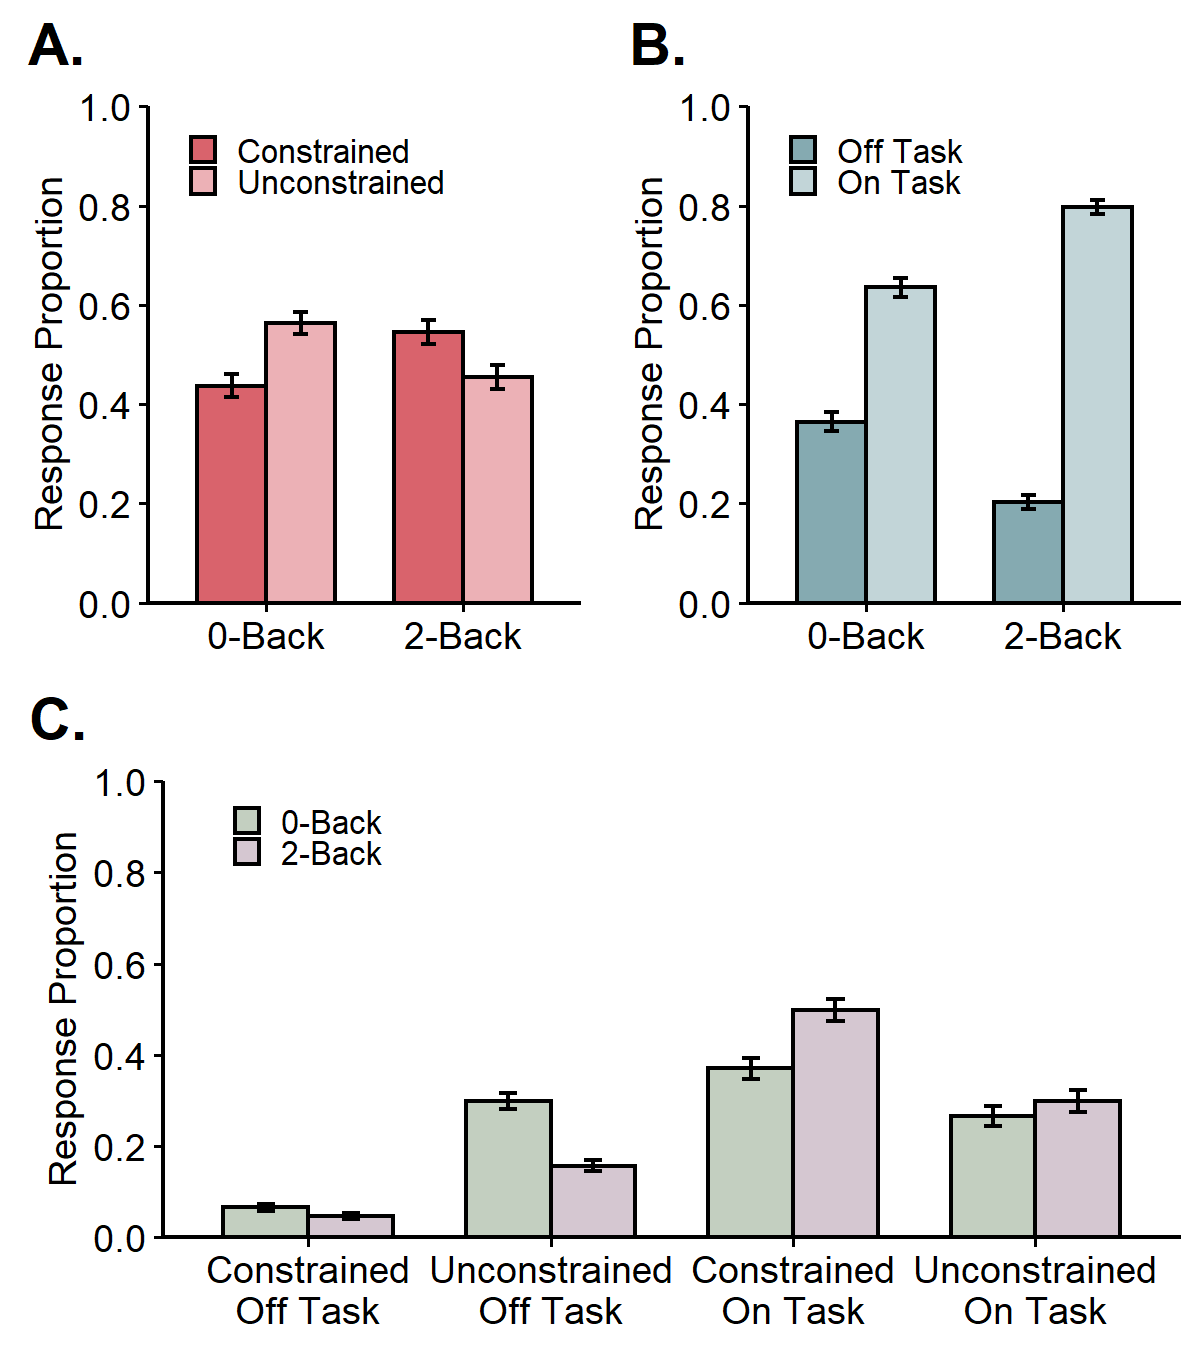 A.
1.0
0.8
0.6
0.4
0.2
0.0
Response Proportion
Constrained
Unconstrained
0-Back
2-Back
B.
1.0
0.8
0.6
0.4
0.2
0.0
Response Proportion
Off Task
On Task
0-Back
2-Back
C.
1.0
0.8
0.6
0.4
0.2
0.0
Response Proportion
0-Back
2-Back
Constrained
Off Task
Unconstrained
Off Task
Constrained
On Task
Unconstrained
On Task